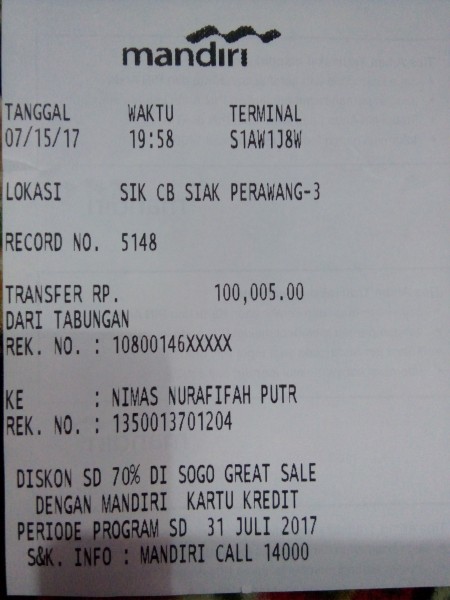 mandiri
TANGGAL WAKTU TERMINAL
07/15/17 19:58 S1AW1J8W
LOKASI SIK CB SIAK PERAWANG-3
RECORD NO. 5148
TRANSFER RP. 100,005.00
DARI TABUNGAN
REK. NO. : 10800146XXXXX
KE : NIMAS NURAFIFAH PUTR
REK. NO. : 1350013701204
DISKON SD 70% DI SOGO GREAT SALE
DENGAN MANDIRI KARTU KREDIT
PERIODE PROGRAM SD 31 JULI 2017
S&K. INFO : MANDIRI CALL 14000